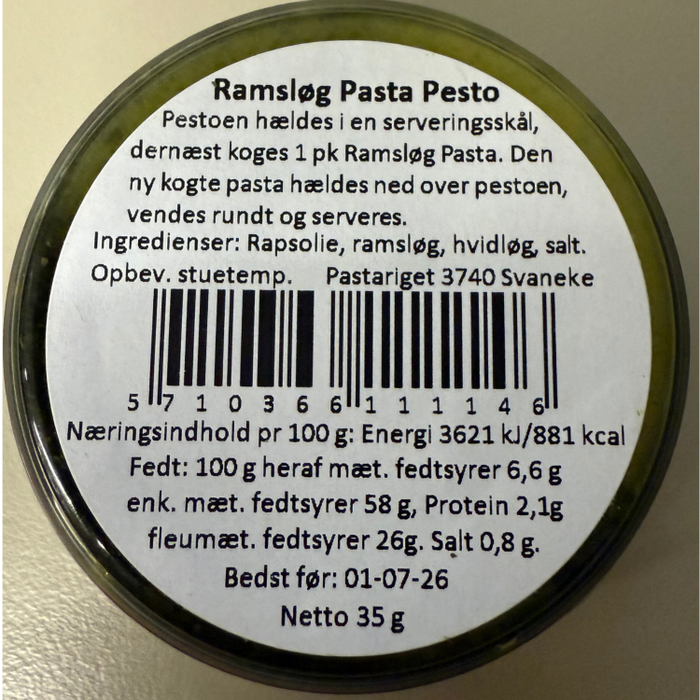 Ramsløg Pasta Pesto
Pestoen hældes i en serveringsskål,
dernæst koges 1 pk Ramsløg Pasta. Den
ny kogte pasta hældes ned over pestoen,
vendes rundt og serveres.
Ingredienser: Rapsolie, ramsløg, hvidløg, salt.
Opbev. stuetemp. Pastariget 3740 Svaneke
5 710366 111146
Næringsindhold pr 100 g: Energi 3621 kJ/881 kcal
Fedt: 100 g heraf mæt. fedtsyrer 6,6 g
enk. mæt. fedtsyrer 58 g, Protein 2,1g
fleumæt. fedtsyrer 26g. Salt 0,8 g.
Bedst før: 01-07-26
Netto 35 g